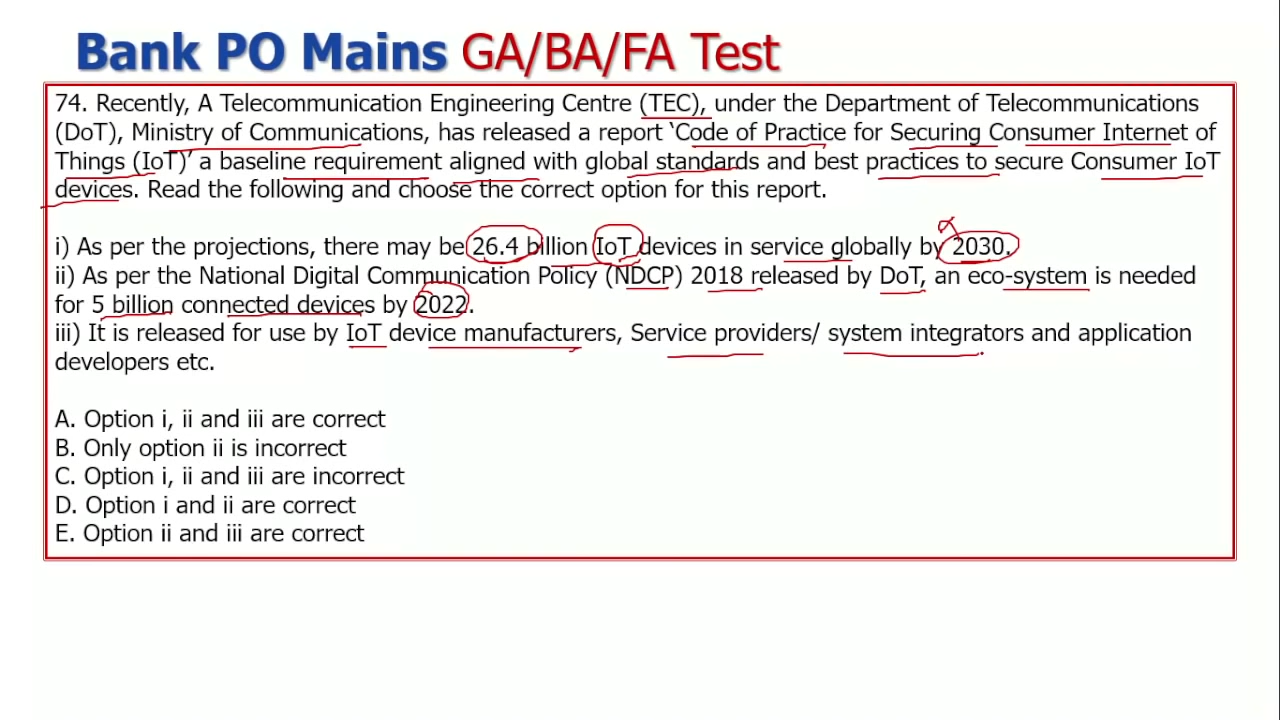 Bank PO Mains GA/BA/FA Test
74. Recently, A Telecommunication Engineering Centre (TEC), under the Department of Telecommunications
(DoT), Ministry of Communications, has released a report ‘Code of Practice for Securing Consumer Internet of
Things (IoT)’ a baseline requirement aligned with global standards and best practices to secure Consumer IoT
devices. Read the following and choose the correct option for this report.
i) As per the projections, there may be 26.4 billion IoT devices in service globally by 2030.
ii) As per the National Digital Communication Policy (NDCP) 2018 released by DoT, an eco-system is needed
for 5 billion connected devices by 2022.
iii) It is released for use by IoT device manufacturers, Service providers/ system integrators and application
developers etc.
A. Option i, ii and iii are correct
B. Only option ii is incorrect
C. Option i, ii and iii are incorrect
D. Option i and ii are correct
E. Option ii and iii are correct